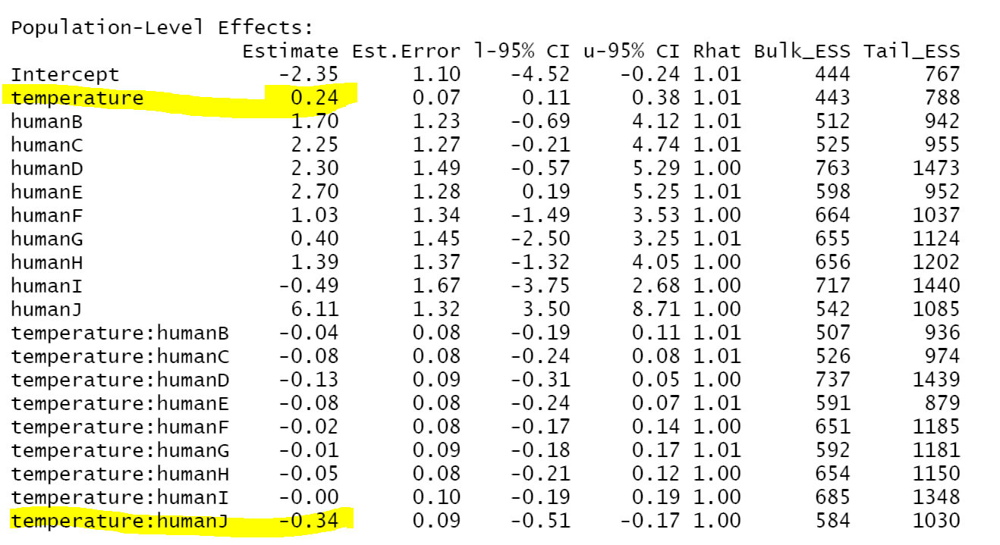 Population-Level Effects:
Estimate Est.Error l-95% CI u-95% CI Rhat Bulk_ESS Tail_ESS
Intercept -2.35 1.10 -4.52 -0.24 1.01 444 767
temperature 0.24 0.07 0.11 0.38 1.01 443 788
humanB 1.70 1.23 -0.69 4.12 1.01 512 942
humanC 2.25 1.27 -0.21 4.74 1.01 525 955
humanD 2.30 1.49 -0.57 5.29 1.00 763 1473
humanE 2.70 1.28 0.19 5.25 1.01 598 952
humanF 1.03 1.34 -1.49 3.53 1.00 664 1037
humanG 0.40 1.45 -2.50 3.25 1.01 655 1124
humanH 1.39 1.37 -1.32 4.05 1.00 656 1202
humanI -0.49 1.67 -3.75 2.68 1.00 717 1440
humanJ 6.11 1.32 3.50 8.71 1.00 542 1085
temperature:humanB -0.04 0.08 -0.19 0.11 1.01 507 936
temperature:humanC -0.08 0.08 -0.24 0.08 1.01 526 974
temperature:humanD -0.13 0.09 -0.31 0.05 1.00 737 1439
temperature:humanE -0.08 0.08 -0.24 0.07 1.01 591 879
temperature:humanF -0.02 0.08 -0.17 0.14 1.00 651 1185
temperature:humanG -0.01 0.09 -0.18 0.17 1.01 592 1181
temperature:humanH -0.05 0.08 -0.21 0.12 1.00 654 1150
temperature:humanI -0.00 0.10 -0.19 0.19 1.00 685 1348
temperature:humanJ -0.34 0.09 -0.51 -0.17 1.00 584 1030